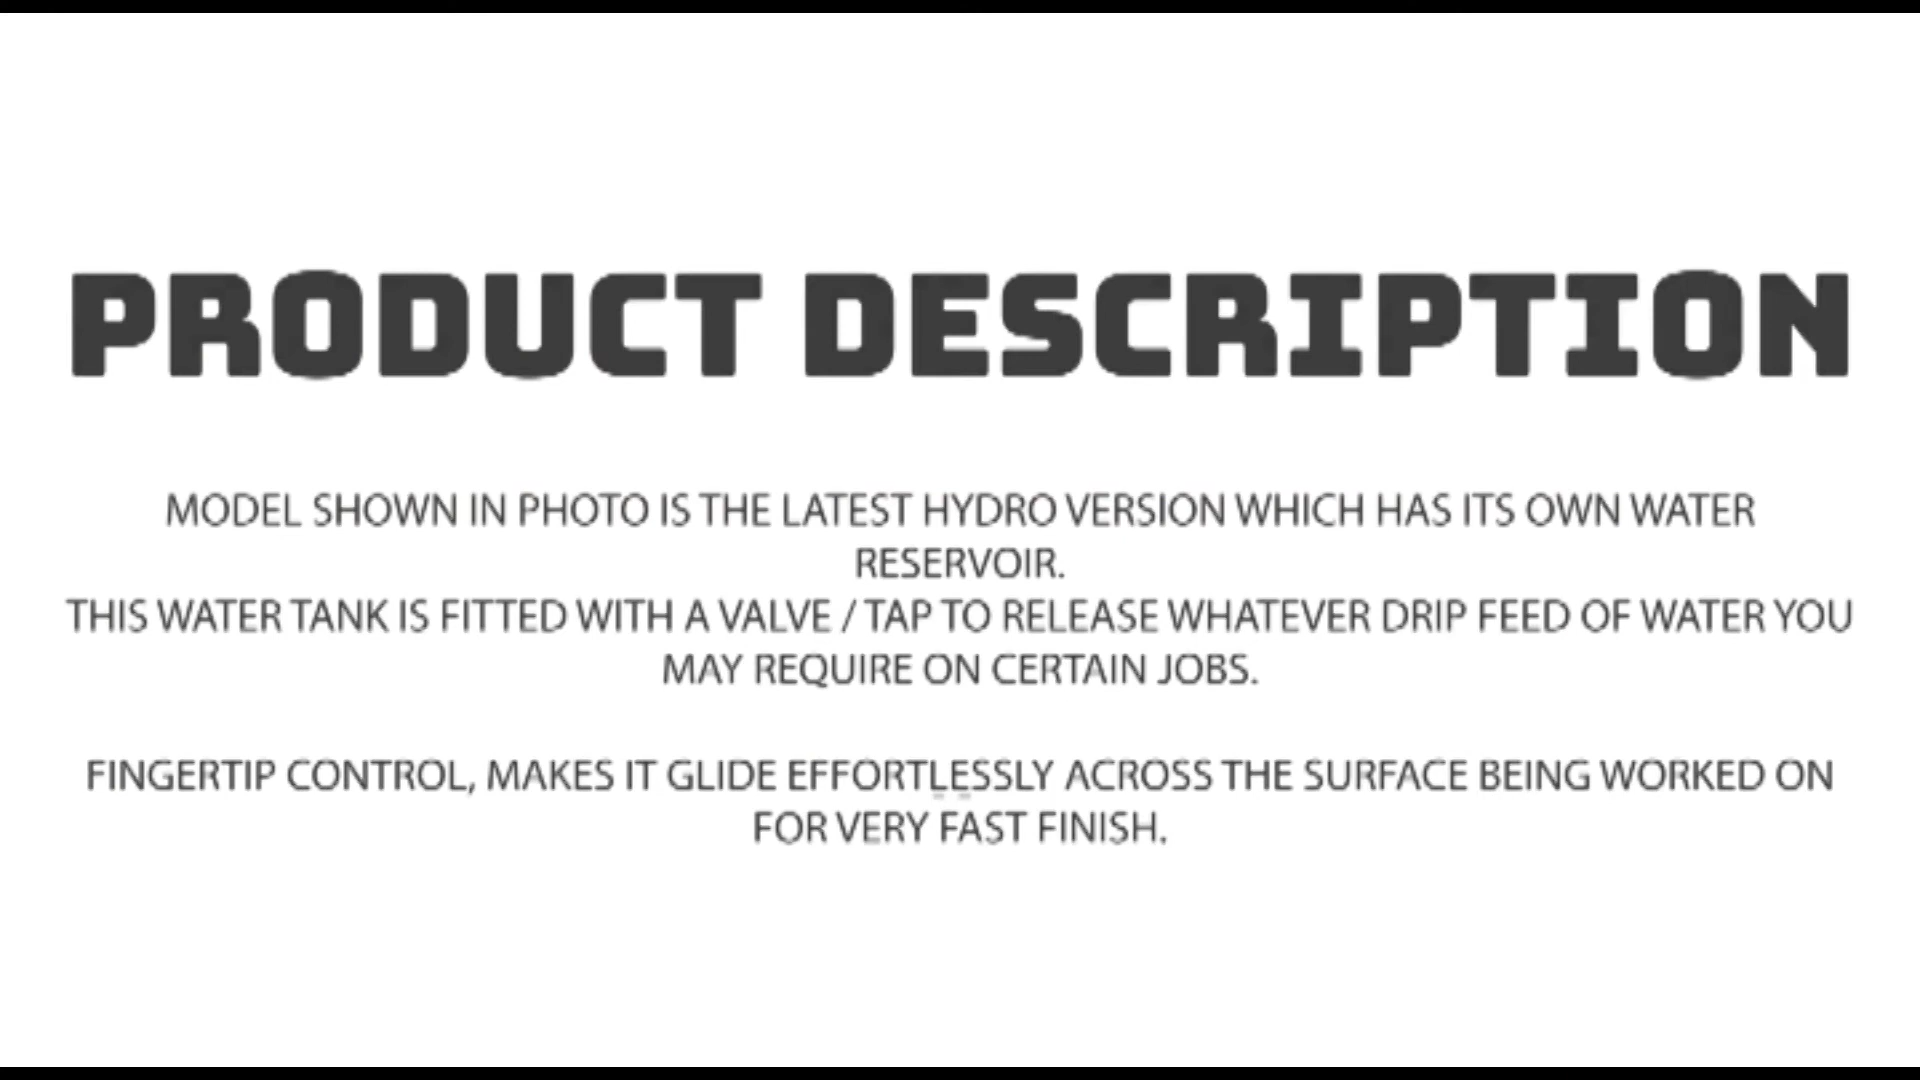 PRODUCT DESCRIPTION
MODEL SHOWN IN PHOTO IS THE LATEST HYDRO VERSION WHICH HAS ITS OWN WATER
RESERVOIR.
THIS WATER TANK IS FITTED WITH A VALVE / TAP TO RELEASE WHATEVER DRIP FEED OF WATER YOU
MAY REQUIRE ON CERTAIN JOBS.
FINGERTIP CONTROL, MAKES IT GLIDE EFFORTLESSLY ACROSS THE SURFACE BEING WORKED ON
FOR VERY FAST FINISH.